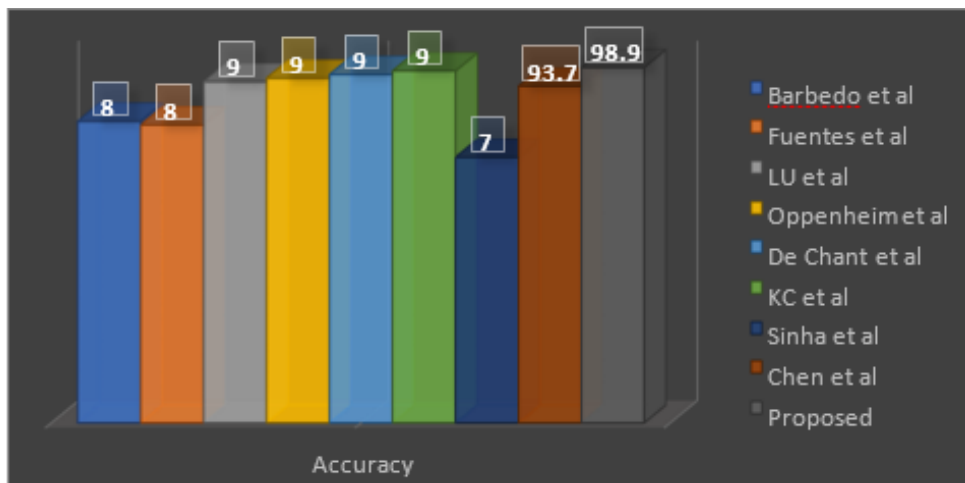 8
8
9
9
9
9
7
93.7
98.9
Barbedo et al
Fuentes et al
LU et al
Oppenheim et al
De Chant et al
KC et al
Sinha et al
Chen et al
Proposed
Accuracy